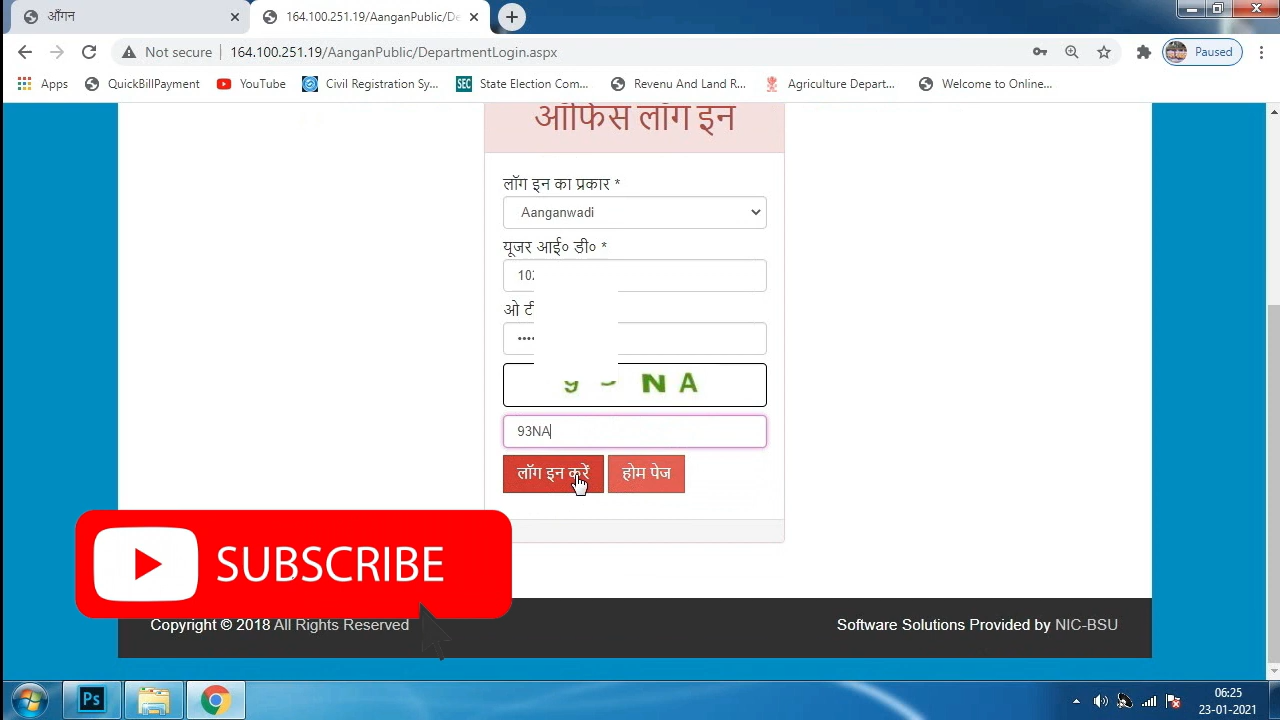 आँगन
164.100.251.19/AanganPublic/De
Not secure
164.100.251.19/AanganPublic/DepartmentLogin.aspx
Paused
Apps
QuickBillPayment
YouTube
Civil Registration Sy...
SEC State Election Com...
Revenu And Land R...
Agriculture Depart...
Welcome to Online...
ऑफिस लॉग इन
लॉग इन का प्रकार *
Aanganwadi
यूजर आई० डी० *
102
ओ टी
N A
93NA
लॉग इन करें
होम पेज
SUBSCRIBE
Copyright © 2018 All Rights Reserved
Software Solutions Provided by NIC-BSU
Ps
06:25
23-01-2021